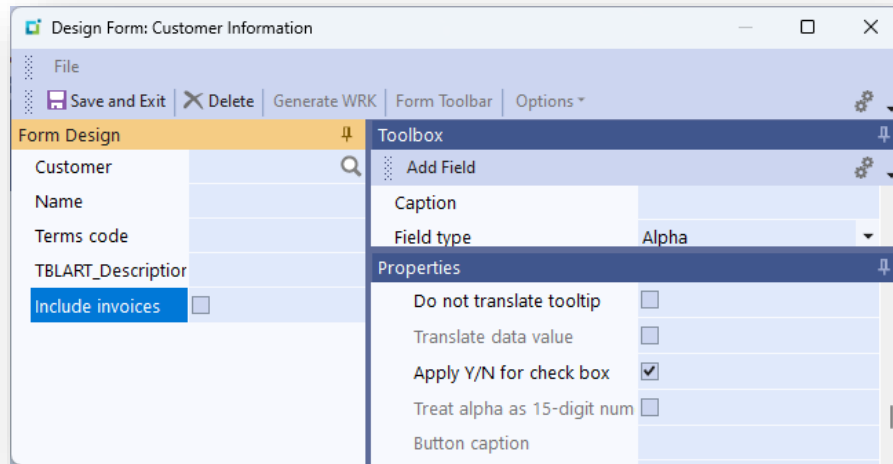 Design Form: Customer Information
File
Save and Exit Delete Generate WRK Form Toolbar Options
Form Design
Customer
Name
Terms code
TBLART_Description
Include invoices
Toolbox
Add Field
Caption
Field type Alpha
Properties
Do not translate tooltip
Translate data value
Apply Y/N for check box
Treat alpha as 15-digit num
Button caption